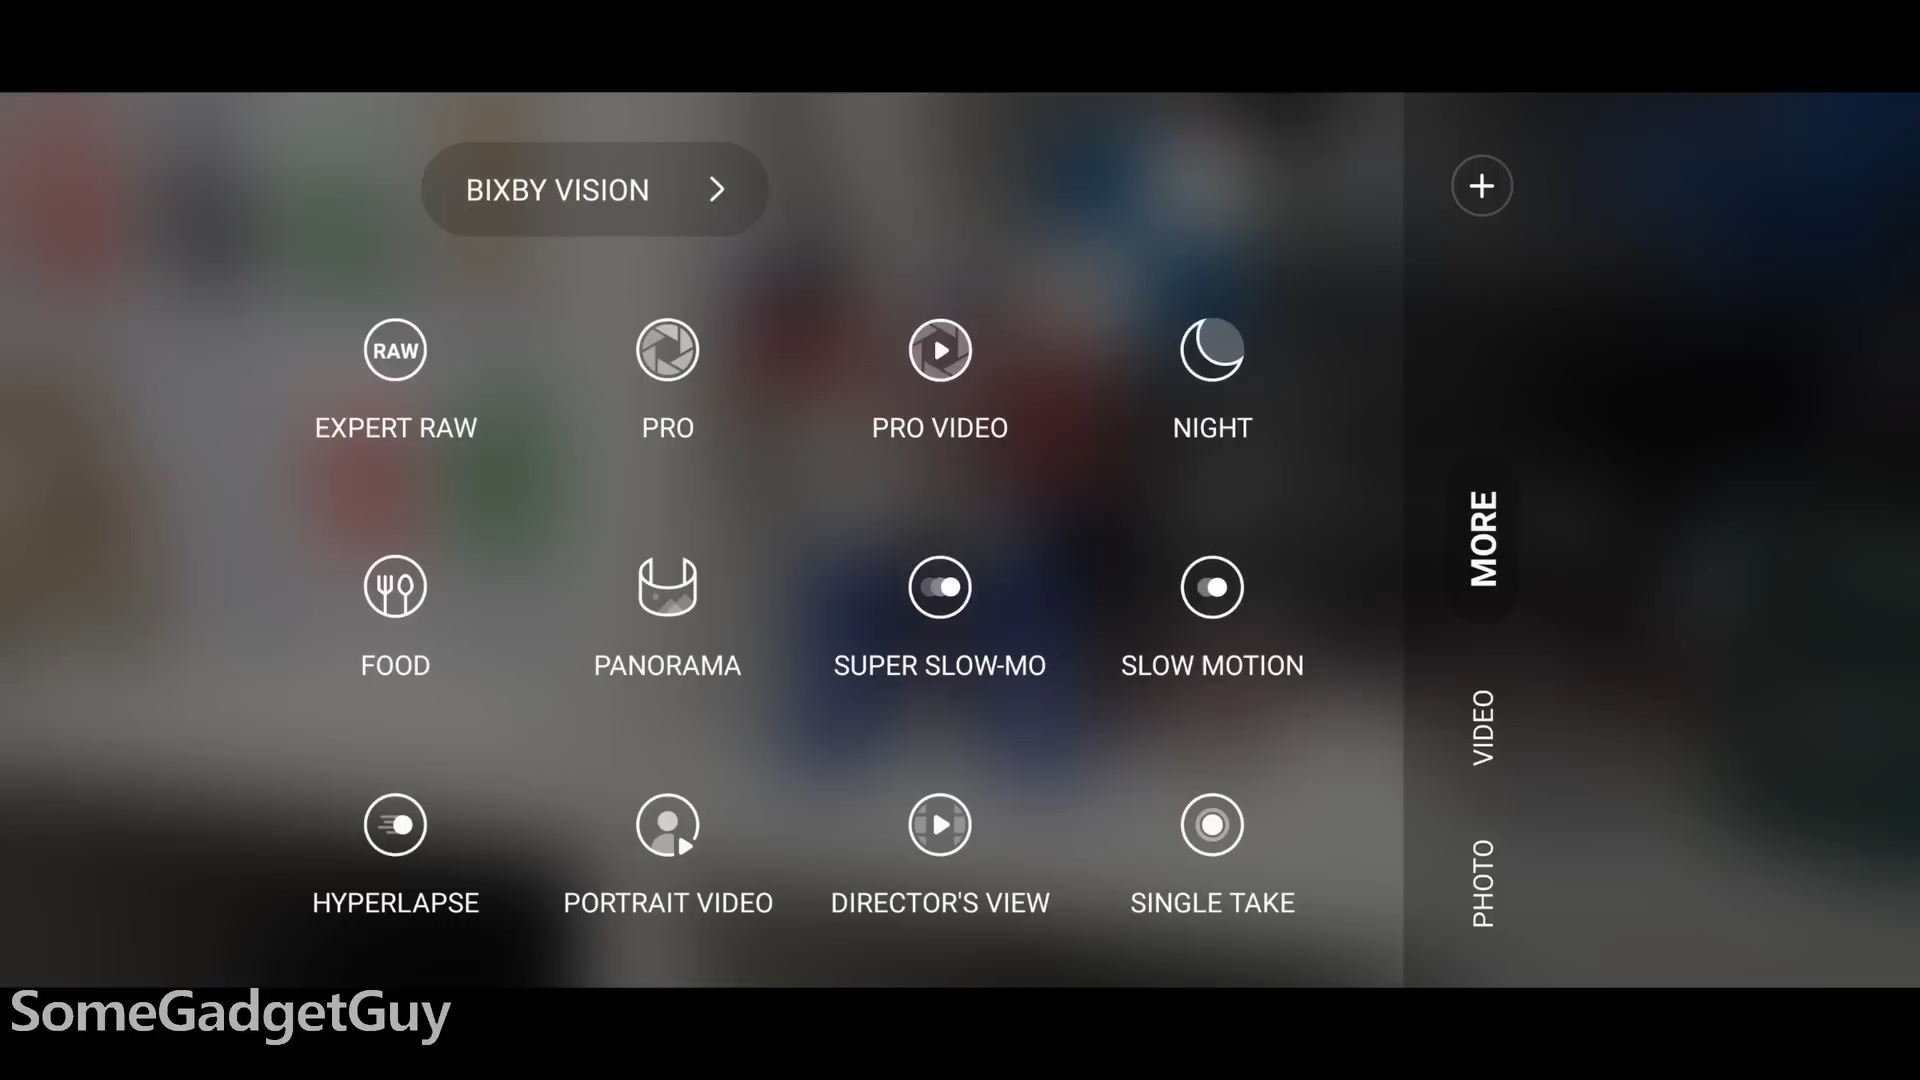 BIXBY VISION
RAW
EXPERT RAW
PRO
PRO VIDEO
NIGHT
FOOD
PANORAMA
SUPER SLOW-MO
SLOW MOTION
HYPERLAPSE
PORTRAIT VIDEO
DIRECTOR'S VIEW
SINGLE TAKE
MORE
VIDEO
PHOTO
SomeGadgetGuy